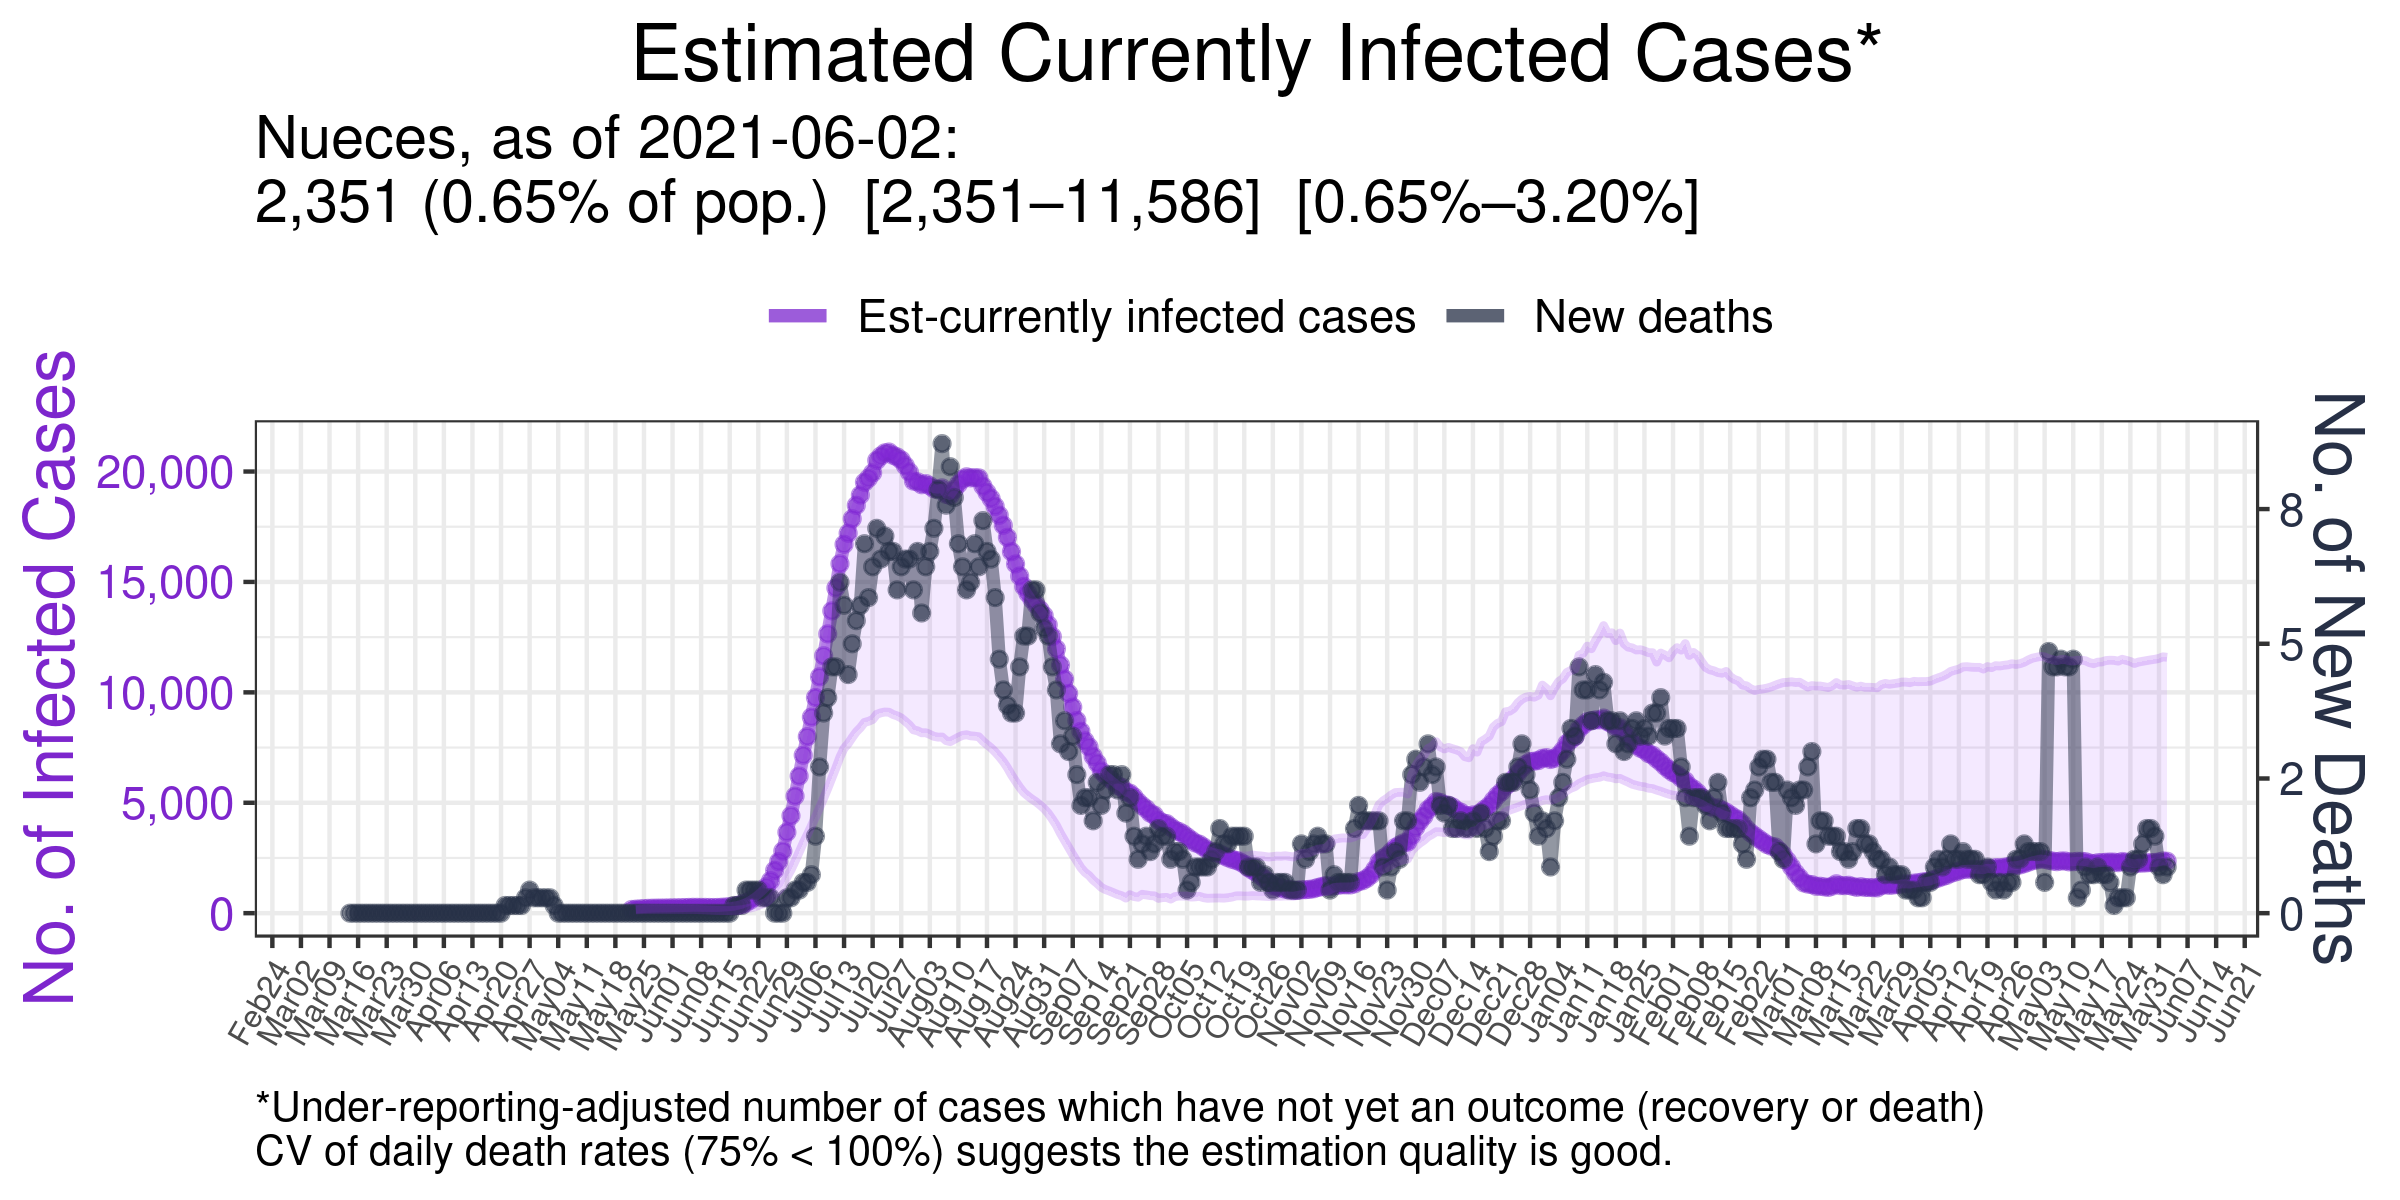 Estimated Currently Infected Cases*
Nueces, as of 2021-06-02:
2,351 (0.65% of pop.)  [2,351–11,586]  [0.65%–3.20%]
Est-currently infected cases
New deaths
No. of Infected Cases
20,000
15,000
10,000
5,000
0
No. of New Deaths
8
5
2
0
Feb24
Mar02
Mar09
Mar16
Mar23
Mar30
Apr06
Apr13
Apr20
Apr27
May04
May11
May18
May25
Jun01
Jun08
Jun15
Jun22
Jun29
Jul06
Jul13
Jul20
Jul27
Aug03
Aug10
Aug17
Aug24
Aug31
Sep07
Sep14
Sep21
Sep28
Oct05
Oct12
Oct19
Oct26
Nov02
Nov09
Nov16
Nov23
Nov30
Dec07
Dec14
Dec21
Dec28
Jan04
Jan11
Jan18
Jan25
Feb01
Feb08
Feb15
Feb22
Mar01
Mar08
Mar15
Mar22
Mar29
Apr05
Apr12
Apr19
Apr26
May03
May10
May17
May24
May31
Jun07
Jun14
Jun21
*Under-reporting-adjusted number of cases which have not yet an outcome (recovery or death)
CV of daily death rates (75% < 100%) suggests the estimation quality is good.